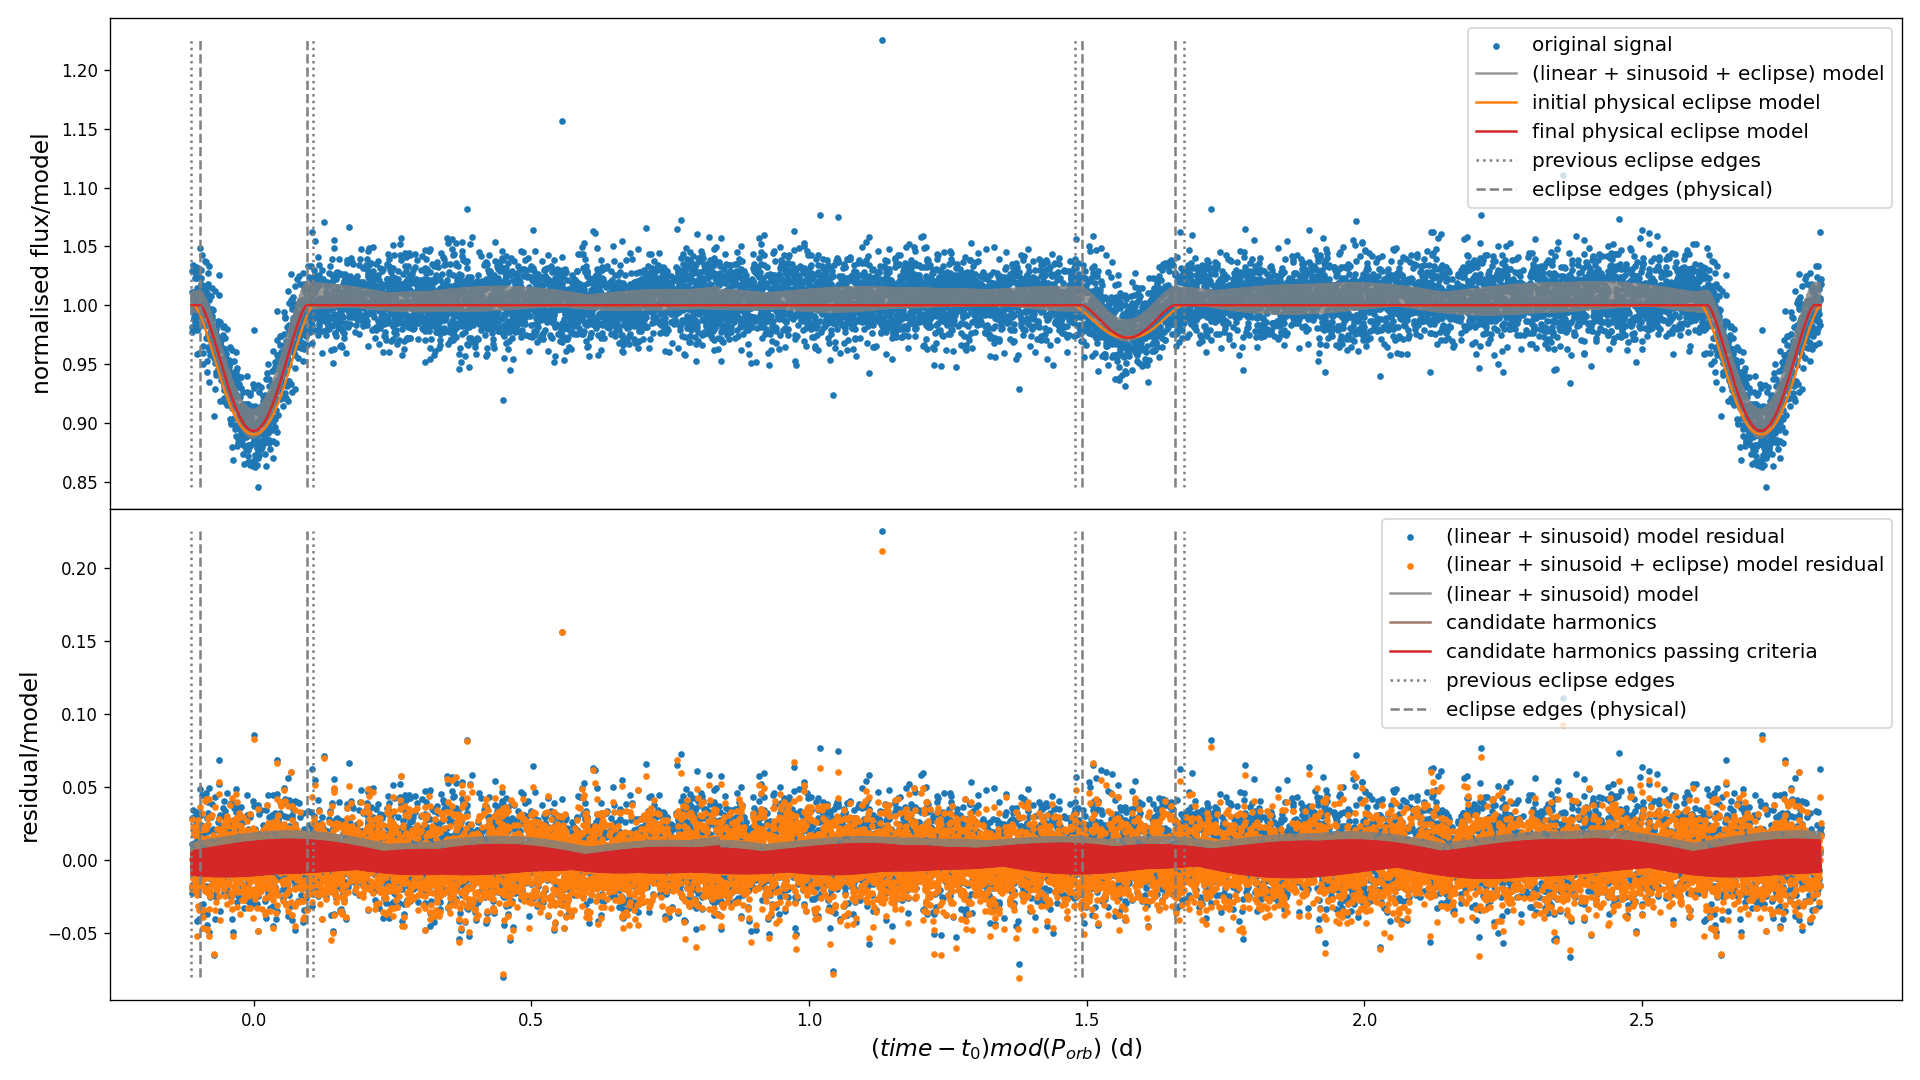 normalised flux/model
1.20
1.15
1.10
1.05
1.00
0.95
0.90
0.85
original signal
(linear + sinusoid + eclipse) model
initial physical eclipse model
final physical eclipse model
previous eclipse edges
eclipse edges (physical)
residual/model
0.20
0.15
0.10
0.05
0.00
−0.05
(linear + sinusoid) model residual
(linear + sinusoid + eclipse) model residual
(linear + sinusoid) model
candidate harmonics
candidate harmonics passing criteria
previous eclipse edges
eclipse edges (physical)
0.0 0.5 1.0 1.5 2.0 2.5
(time − t₀)mod(P_orb) (d)